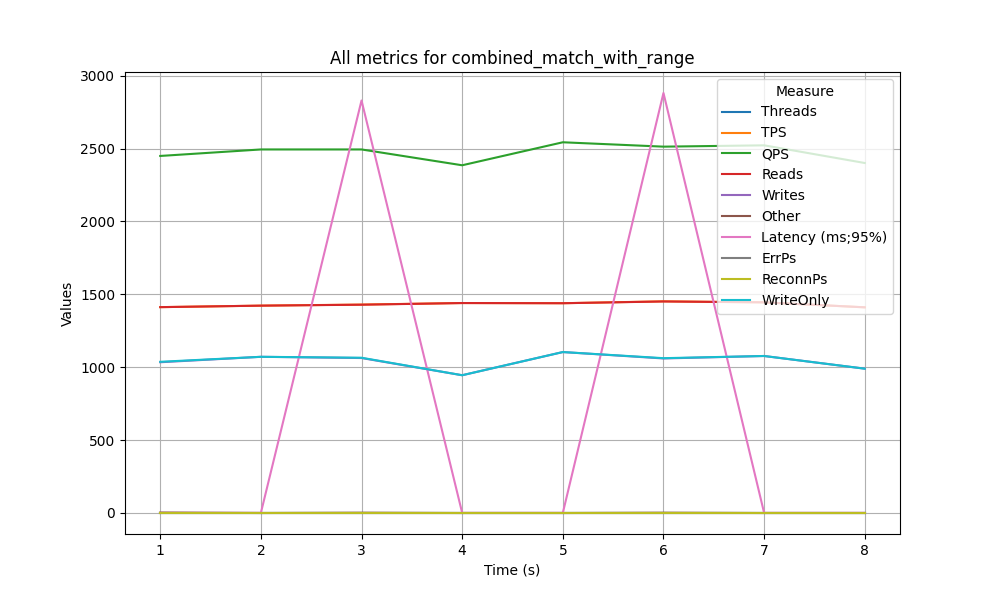 All metrics for combined_match_with_range
3000
2500
2000
1500
1000
500
0
Values
Measure
Threads
TPS
QPS
Reads
Writes
Other
Latency (ms;95%)
ErrPs
ReconnPs
WriteOnly
1 2 3 4 5 6 7 8
Time (s)